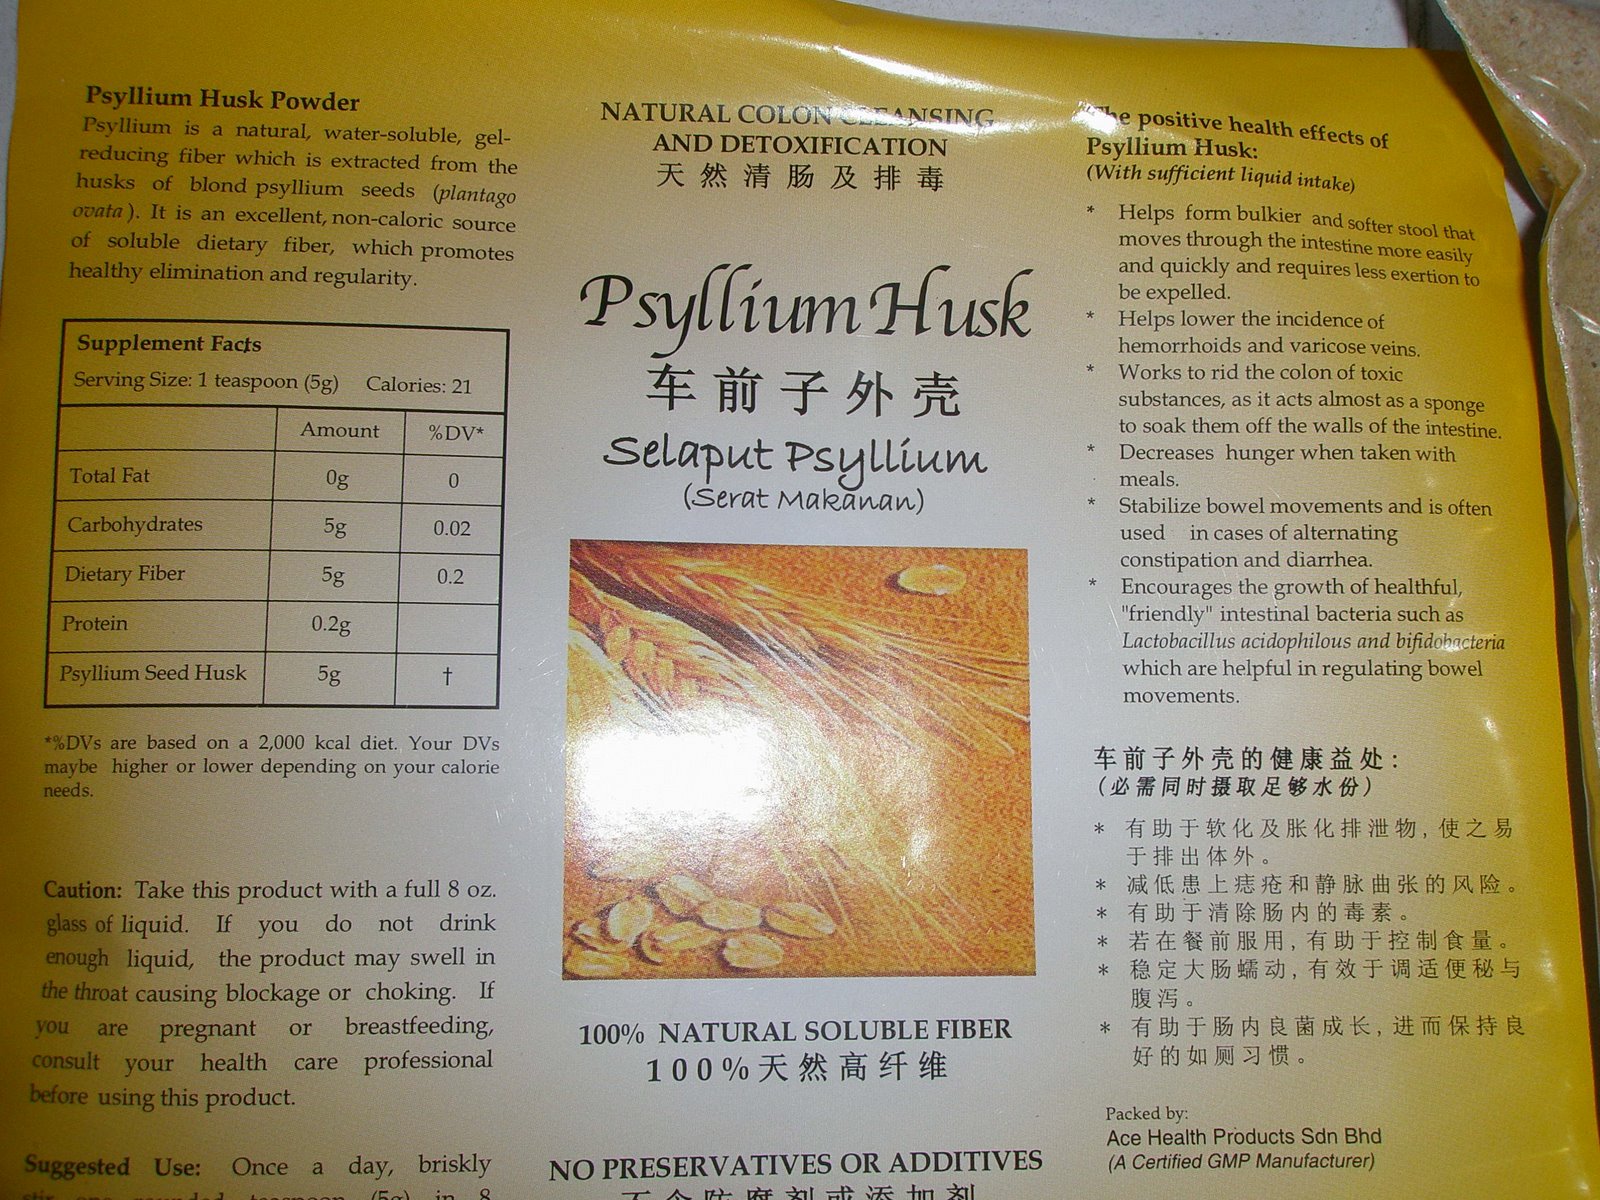 Psyllium Husk Powder
Psyllium is a natural, water-soluble, gel-
reducing fiber which is extracted from the
husks of blond psyllium seeds (plantago
ovata ). It is an excellent, non-caloric source
of soluble dietary fiber, which promotes
healthy elimination and regularity.
Supplement Facts
Serving Size: 1 teaspoon (5g) Calories: 21
Amount %DV*
Total Fat 0g 0
Carbohydrates 5g 0.02
Dietary Fiber 5g 0.2
Protein 0.2g
Psyllium Seed Husk 5g †
*%DVs are based on a 2,000 kcal diet. Your DVs
maybe higher or lower depending on your calorie
needs.
Caution: Take this product with a full 8 oz.
glass of liquid. If you do not drink
enough liquid, the product may swell in
the throat causing blockage or choking. If
you are pregnant or breastfeeding,
consult your health care professional
before using this product.
Suggested Use: Once a day, briskly
stir one rounded teaspoon (5g) in 8
NATURAL COLON CLEANSING
AND DETOXIFICATION
天然清肠及排毒
Psyllium Husk
车前子外壳
Selaput Psyllium
(Serat Makanan)
100% NATURAL SOLUBLE FIBER
100%天然高纤维
NO PRESERVATIVES OR ADDITIVES
不含防腐剂或添加剂
The positive health effects of
Psyllium Husk:
(With sufficient liquid intake)
* Helps form bulkier and softer stool that
moves through the intestine more easily
and quickly and requires less exertion to
be expelled.
* Helps lower the incidence of
hemorrhoids and varicose veins.
* Works to rid the colon of toxic
substances, as it acts almost as a sponge
to soak them off the walls of the intestine.
* Decreases hunger when taken with
meals.
* Stabilize bowel movements and is often
used in cases of alternating
constipation and diarrhea.
* Encourages the growth of healthful,
"friendly" intestinal bacteria such as
Lactobacillus acidophilous and bifidobacteria
which are helpful in regulating bowel
movements.
车前子外壳的健康益处:
(必需同时摄取足够水份)
* 有助于软化及胀化排泄物, 使之易
于排出体外。
* 减低患上痔疮和静脉曲张的风险。
* 有助于清除肠内的毒素。
* 若在餐前服用, 有助于控制食量。
* 稳定大肠蠕动, 有效于调适便秘与
腹泻。
* 有助于肠内良菌成长, 进而保持良
好的如厕习惯。
Packed by:
Ace Health Products Sdn Bhd
(A Certified GMP Manufacturer)